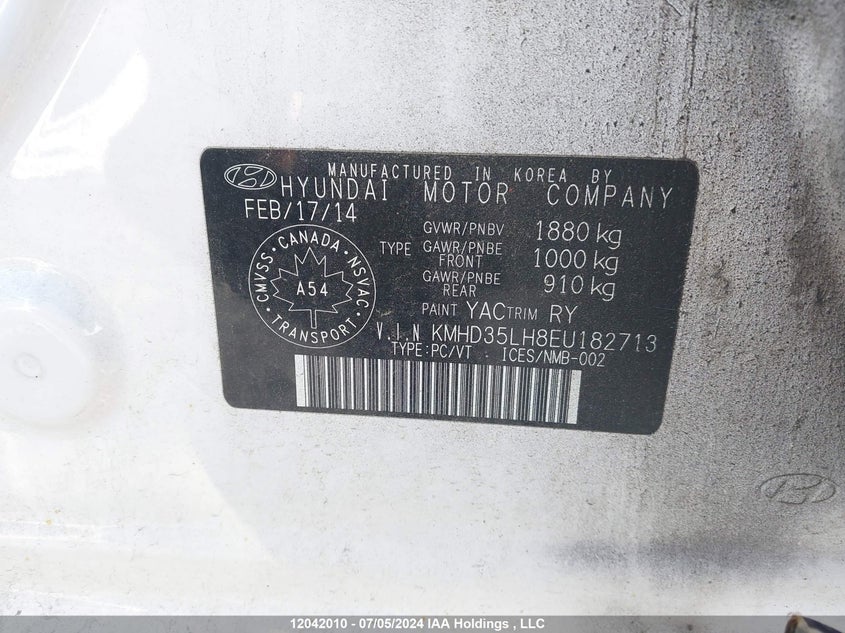 MANUFACTURED IN KOREA BY
HYUNDAI MOTOR COMPANY
FEB/17/14
GVWR/PNBV 1880 kg
TYPE GAWR/PNBE FRONT 1000 kg
GAWR/PNBE REAR 910 kg
CMVSS • CANADA • NSVAC
A54
TRANSPORT
PAINT YAC TRIM RY
V.I.N KMHD35LH8EU182713
TYPE:PC/VT ICES/NMB-002
12042010 - 07/05/2024 IAA Holdings , LLC